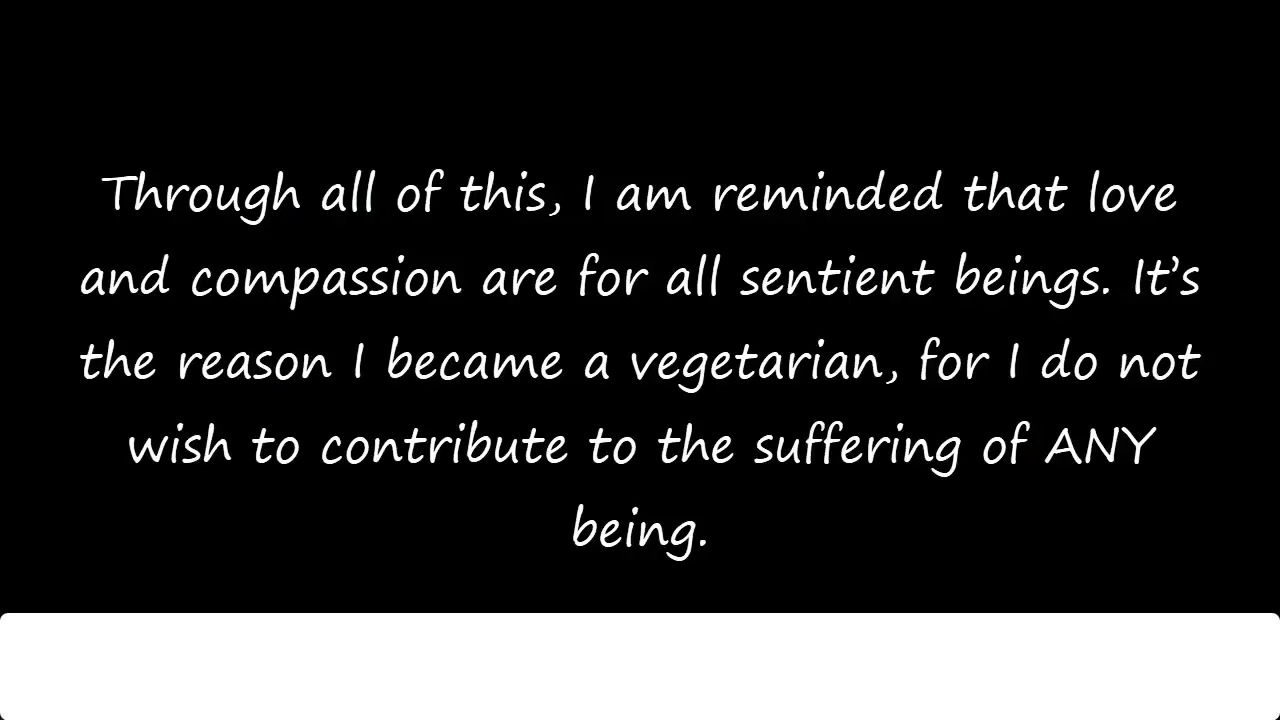 Through all of this, I am reminded that love
and compassion are for all sentient beings. It’s
the reason I became a vegetarian, for I do not
wish to contribute to the suffering of ANY
being.